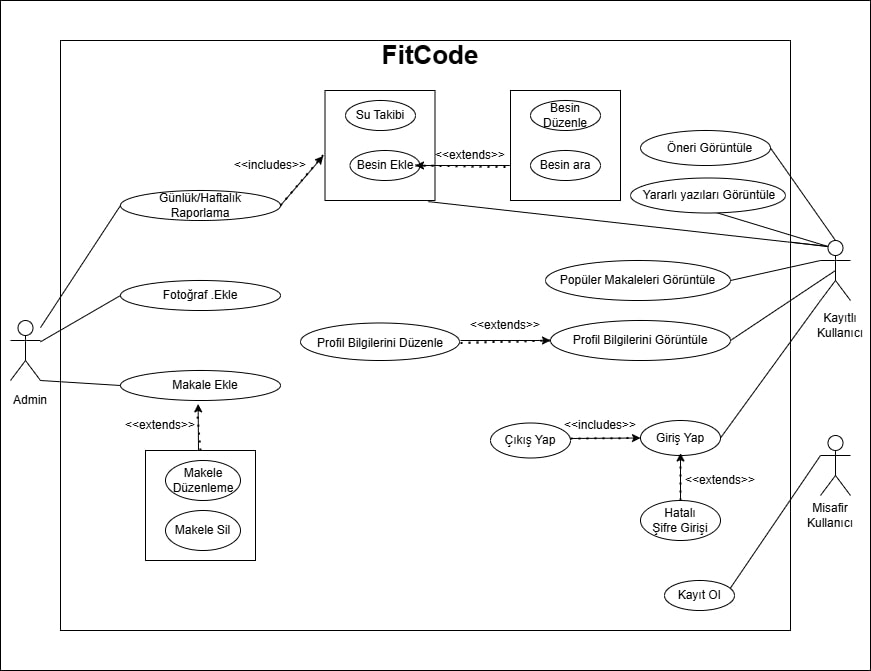 FitCode
Su Takibi
Besin
Düzenle
Öneri Görüntüle
<<includes>>
Besin Ekle
<<extends>>
Besin ara
Yararlı yazıları Görüntüle
Günlük/Haftalık
Raporlama
Popüler Makaleleri Görüntüle
Fotoğraf .Ekle
Kayıtlı
Kullanıcı
Profil Bilgilerini Düzenle
<<extends>>
Profil Bilgilerini Görüntüle
Admin
Makale Ekle
<<extends>>
Çıkış Yap
<<includes>>
Giriş Yap
Makele
Düzenleme
<<extends>>
Makele Sil
Hatalı
Şifre Girişi
Misafir
Kullanıcı
Kayıt Ol